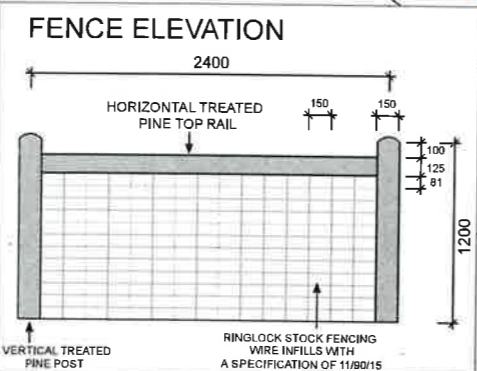 FENCE ELEVATION
2400
HORIZONTAL TREATED
PINE TOP RAIL
150
150
100
125
81
1200
VERTICAL TREATED
PINE POST
RINGLOCK STOCK FENCING
WIRE INFILLS WITH
A SPECIFICATION OF 11/90/15